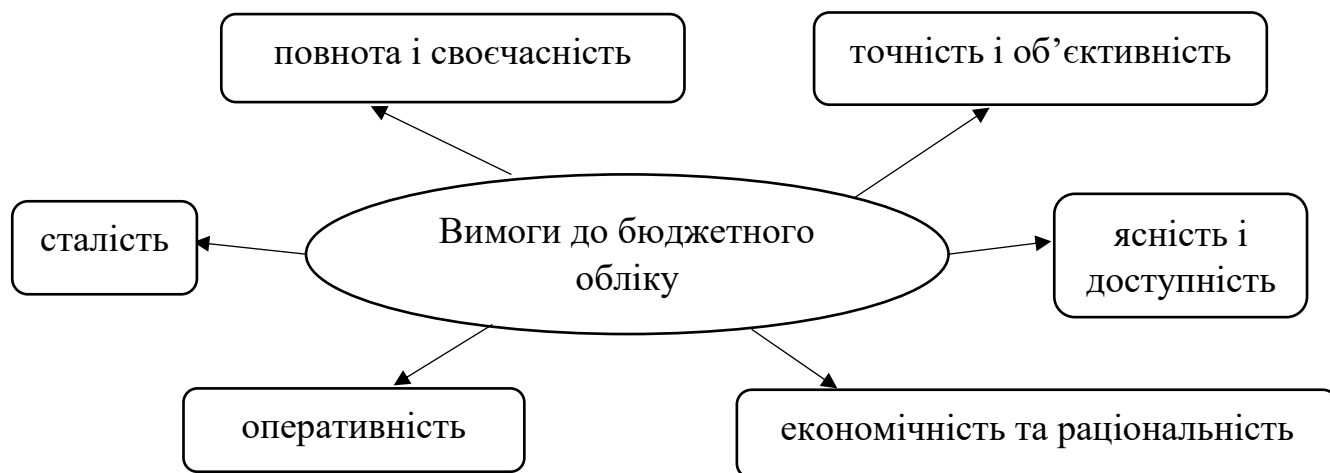 повнота і своєчасність
точність і об’єктивність
сталість
Вимоги до бюджетного
обліку
ясність і
доступність
оперативність
економічність та раціональність